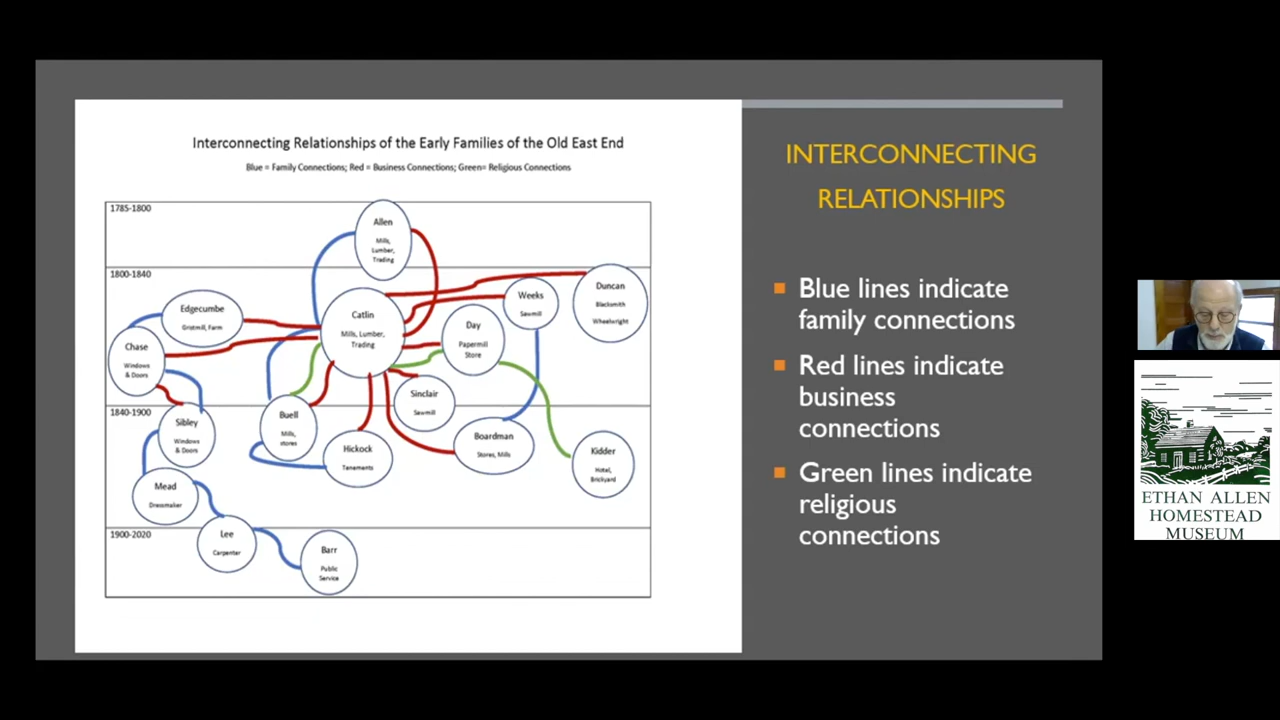 Interconnecting Relationships of the Early Families of the Old East End
Blue = Family Connections; Red = Business Connections; Green= Religious Connections
1785-1800
Allen
Mills,
Lumber,
Trading
1800-1840
Duncan
Blacksmith
Wheelwright
Weeks
Sawmill
Edgecumbe
Gristmill, Farm
Catlin
Mills, Lumber,
Trading
Day
Papermill
Store
Chase
Windows
& Doors
Sinclair
Sawmill
1840-1900
Sibley
Windows
& Doors
Buell
Mills,
stores
Hickock
Tenements
Boardman
Stores, Mills
Kidder
Hotel,
Brickyard
Mead
Dressmaker
1900-2020
Lee
Carpenter
Barr
Public
Service
INTERCONNECTING
RELATIONSHIPS
Blue lines indicate
family connections
Red lines indicate
business
connections
Green lines indicate
religious
connections
ETHAN ALLEN
HOMESTEAD
MUSEUM